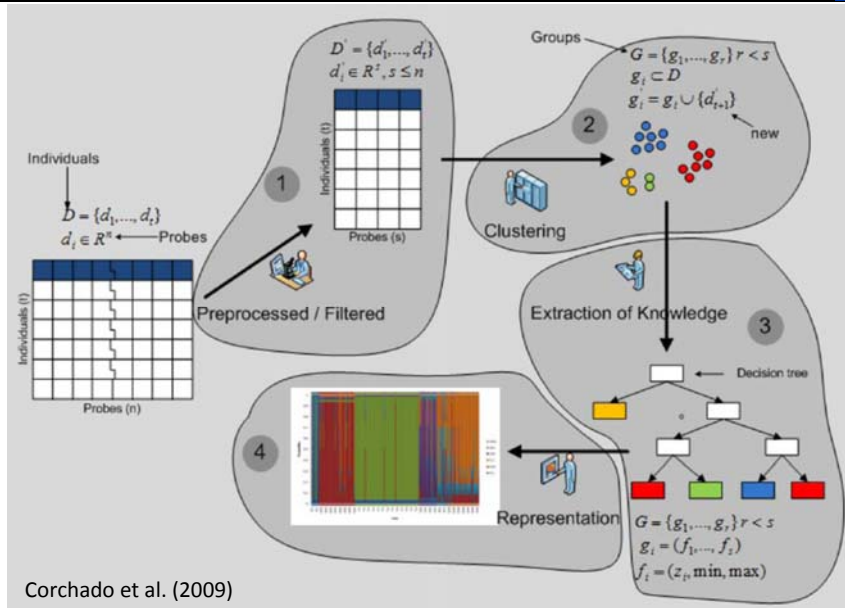 Individuals
D = {d₁,..., dₜ}
dᵢ ∈ Rⁿ
Probes
Individuals (t)
Probes (n)
1
D' = {d'₁,..., d'ₜ}
d'ᵢ ∈ Rˢ, s ≤ n
Individuals (t)
Probes (s)
Preprocessed / Filtered
2
Groups
G = {g₁,..., gᵣ} r < s
gᵢ ⊂ D
g'ᵢ = gᵢ ∪ {d'ₜ₊₁}
new
Clustering
3
Extraction of Knowledge
Decision tree
G = {g₁,..., gᵣ} r < s
gᵢ = (f₁,..., fₛ)
fᵢ = (zᵢ, min, max)
4
Representation
Corchado et al. (2009)